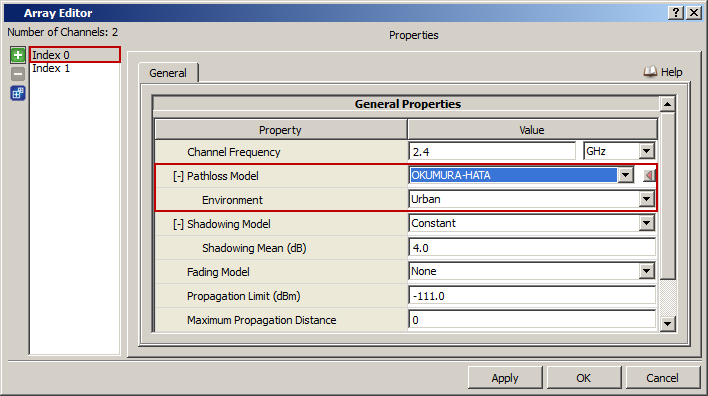 Array Editor
Number of Channels: 2
Properties
Index 0
Index 1
General
Help
General Properties
Property Value
Channel Frequency 2.4 GHz
[-] Pathloss Model OKUMURA-HATA
Environment Urban
[-] Shadowing Model Constant
Shadowing Mean (dB) 4.0
Fading Model None
Propagation Limit (dBm) -111.0
Maximum Propagation Distance 0
Apply OK Cancel